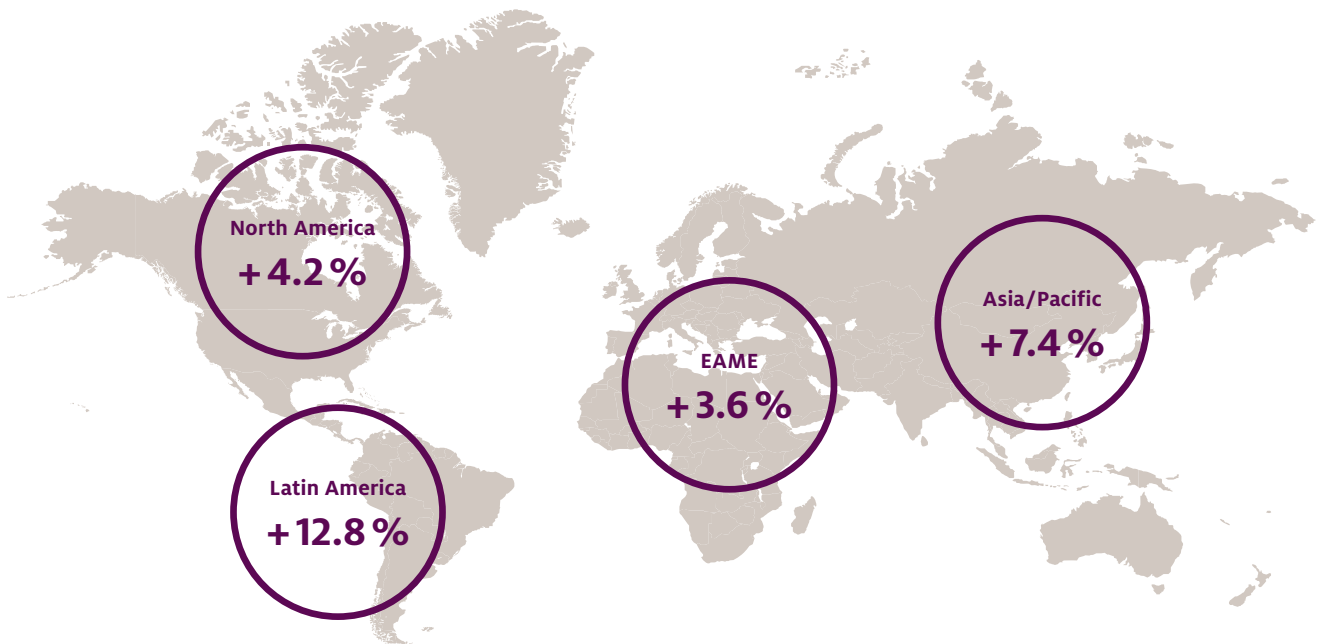 North America
+ 4.2 %
Asia/Pacific
+ 7.4 %
EAME
+ 3.6 %
Latin America
+ 12.8 %